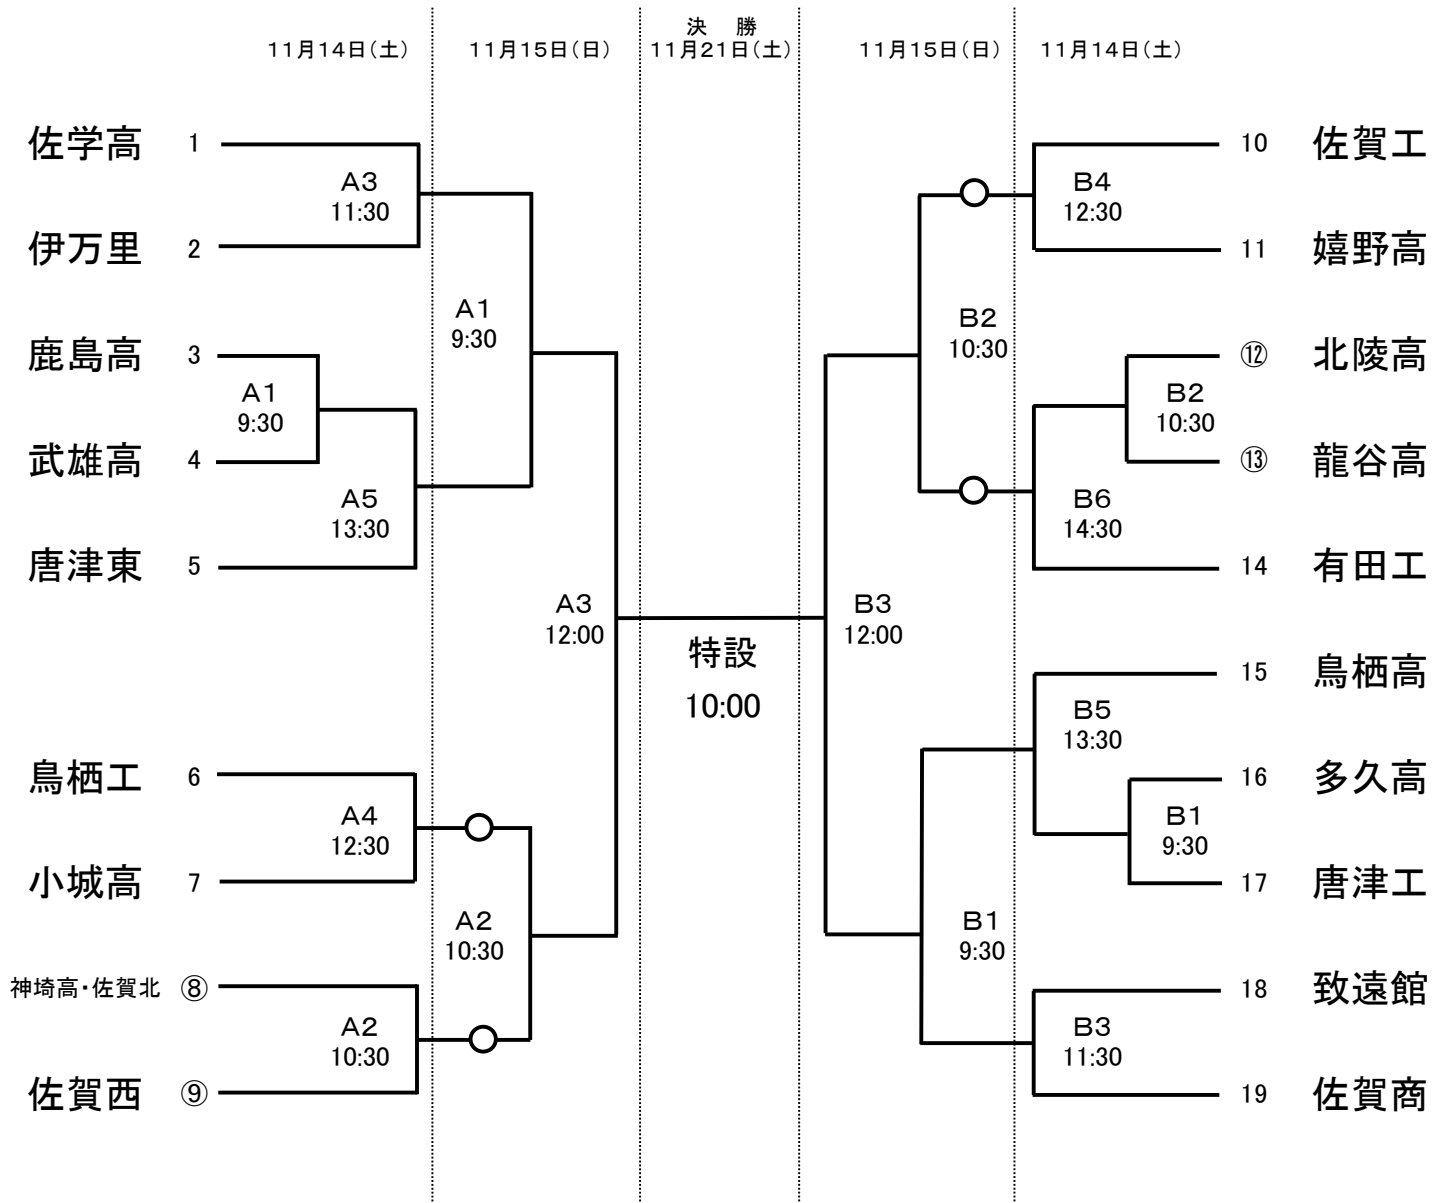 決　勝
１１月１４日（土）
１１月１５日（日）
１１月２１日（土）
１１月１５日（日）
１１月１４日（土）
佐学高 1
A3
11:30
伊万里 2
A1
9:30
鹿島高 3
A1
9:30
武雄高 4
A5
13:30
唐津東 5
A3
12:00
鳥栖工 6
A4
12:30
小城高 7
A2
10:30
神埼高・佐賀北 ⑧
A2
10:30
佐賀西 ⑨
特設
10:00
10 佐賀工
B4
12:30
11 嬉野高
B2
10:30
⑫ 北陵高
B2
10:30
⑬ 龍谷高
B6
14:30
14 有田工
B3
12:00
15 鳥栖高
B5
13:30
16 多久高
B1
9:30
17 唐津工
B1
9:30
18 致遠館
B3
11:30
19 佐賀商